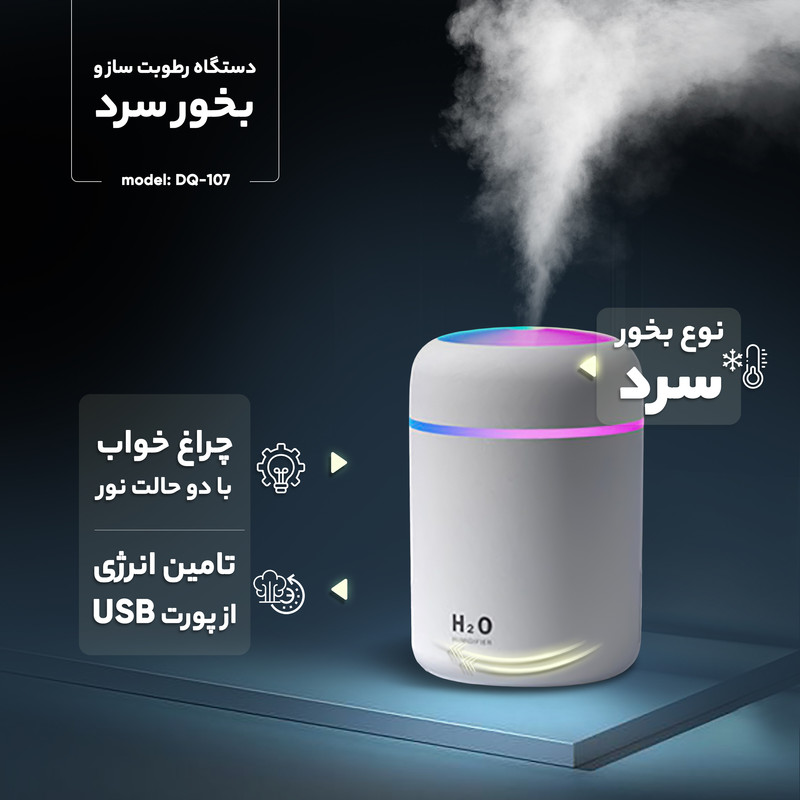 دستگاه رطوبت ساز و
بخور سرد
model: DQ-107
نوع بخور
سرد
چراغ خواب
با دو حالت نور
تامین انرژی
از پورت USB
H₂O
HUMIDIFIER